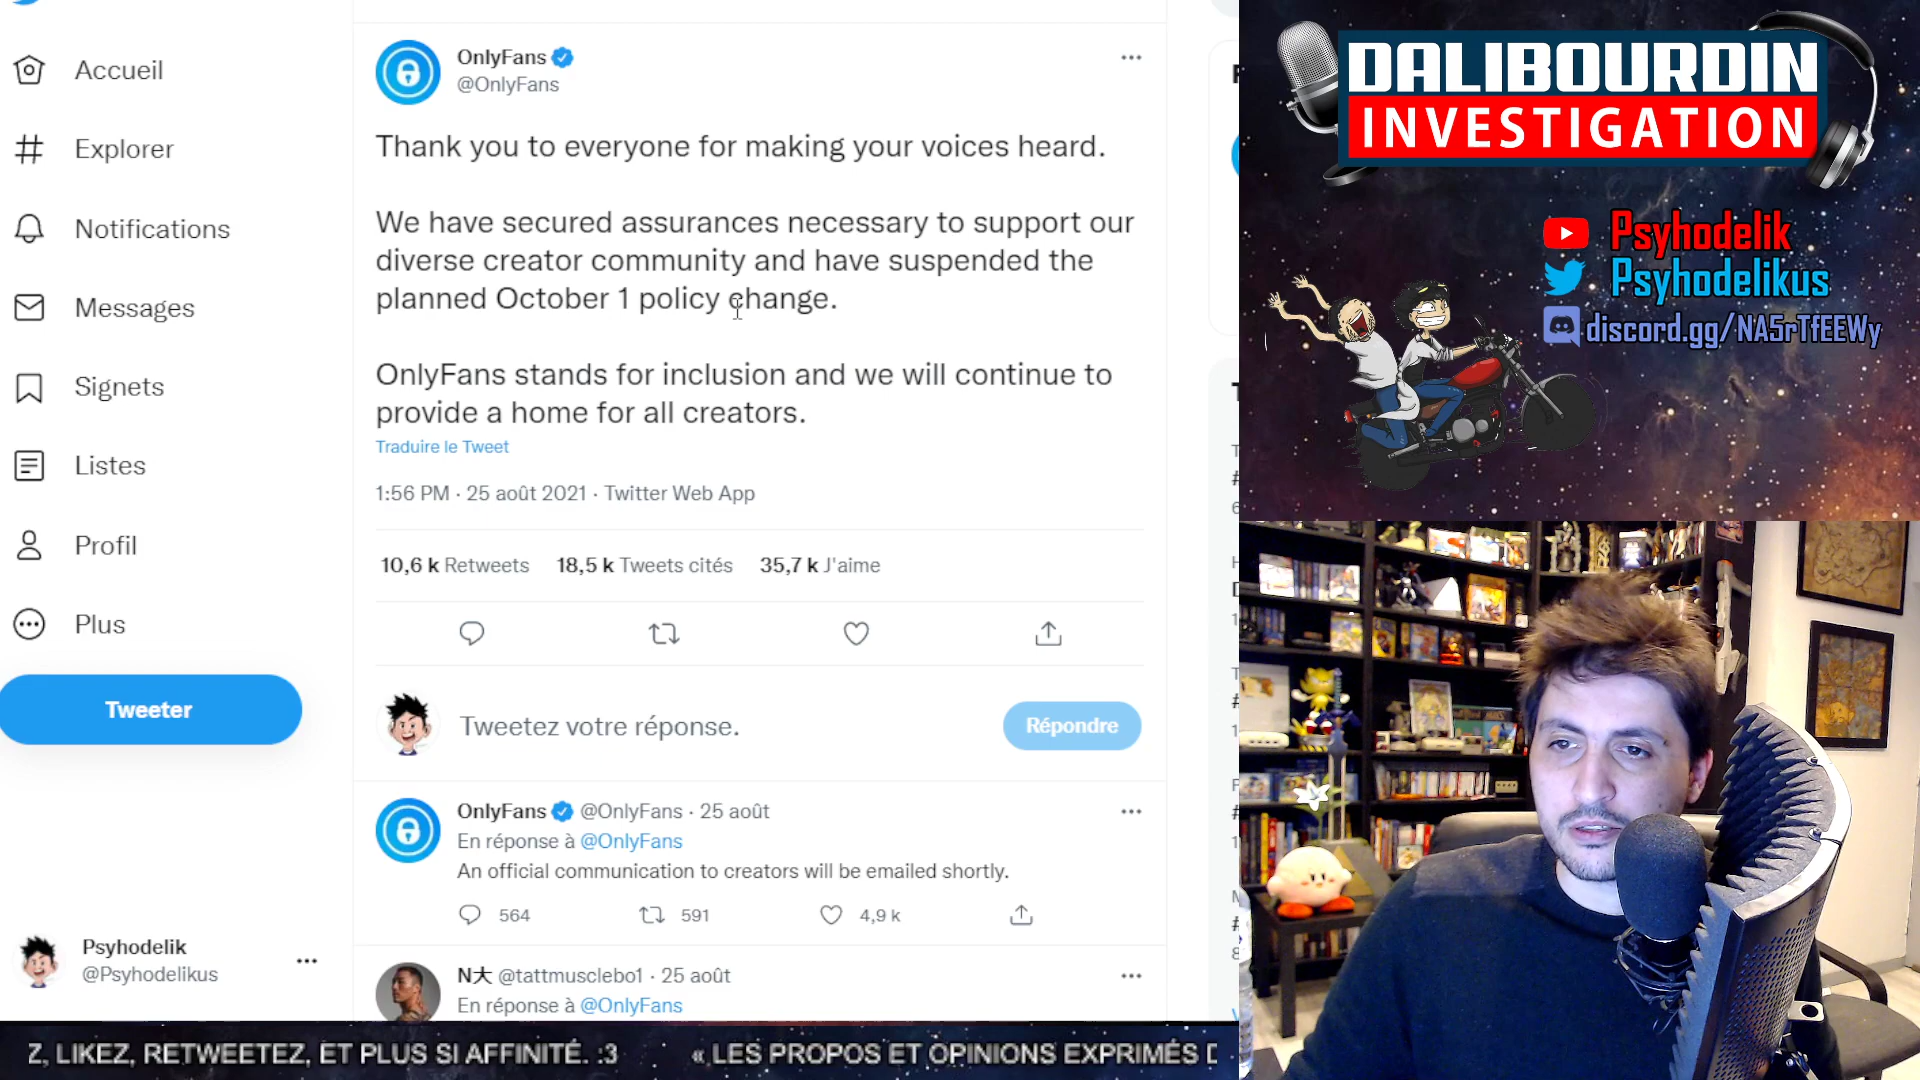 Accueil
Explorer
Notifications
Messages
Signets
Listes
Profil
Plus
Tweeter
Psyhodelik
@Psyhodelikus
OnlyFans
@OnlyFans
Thank you to everyone for making your voices heard.
We have secured assurances necessary to support our
diverse creator community and have suspended the
planned October 1 policy change.
OnlyFans stands for inclusion and we will continue to
provide a home for all creators.
Traduire le Tweet
1:56 PM · 25 août 2021 · Twitter Web App
10,6 k Retweets 18,5 k Tweets cités 35,7 k J'aime
Tweetez votre réponse.
Répondre
OnlyFans @OnlyFans · 25 août
En réponse à @OnlyFans
An official communication to creators will be emailed shortly.
564 591 4,9 k
N大 @tattmusclebo1 · 25 août
En réponse à @OnlyFans
DALIBOURDIN
INVESTIGATION
Psyhodelik
Psyhodelikus
discord.gg/NA5rTfEEWy
Z, LIKEZ, RETWEETEZ, ET PLUS SI AFFINITÉ. :3 « LES PROPOS ET OPINIONS EXPRIMÉS D